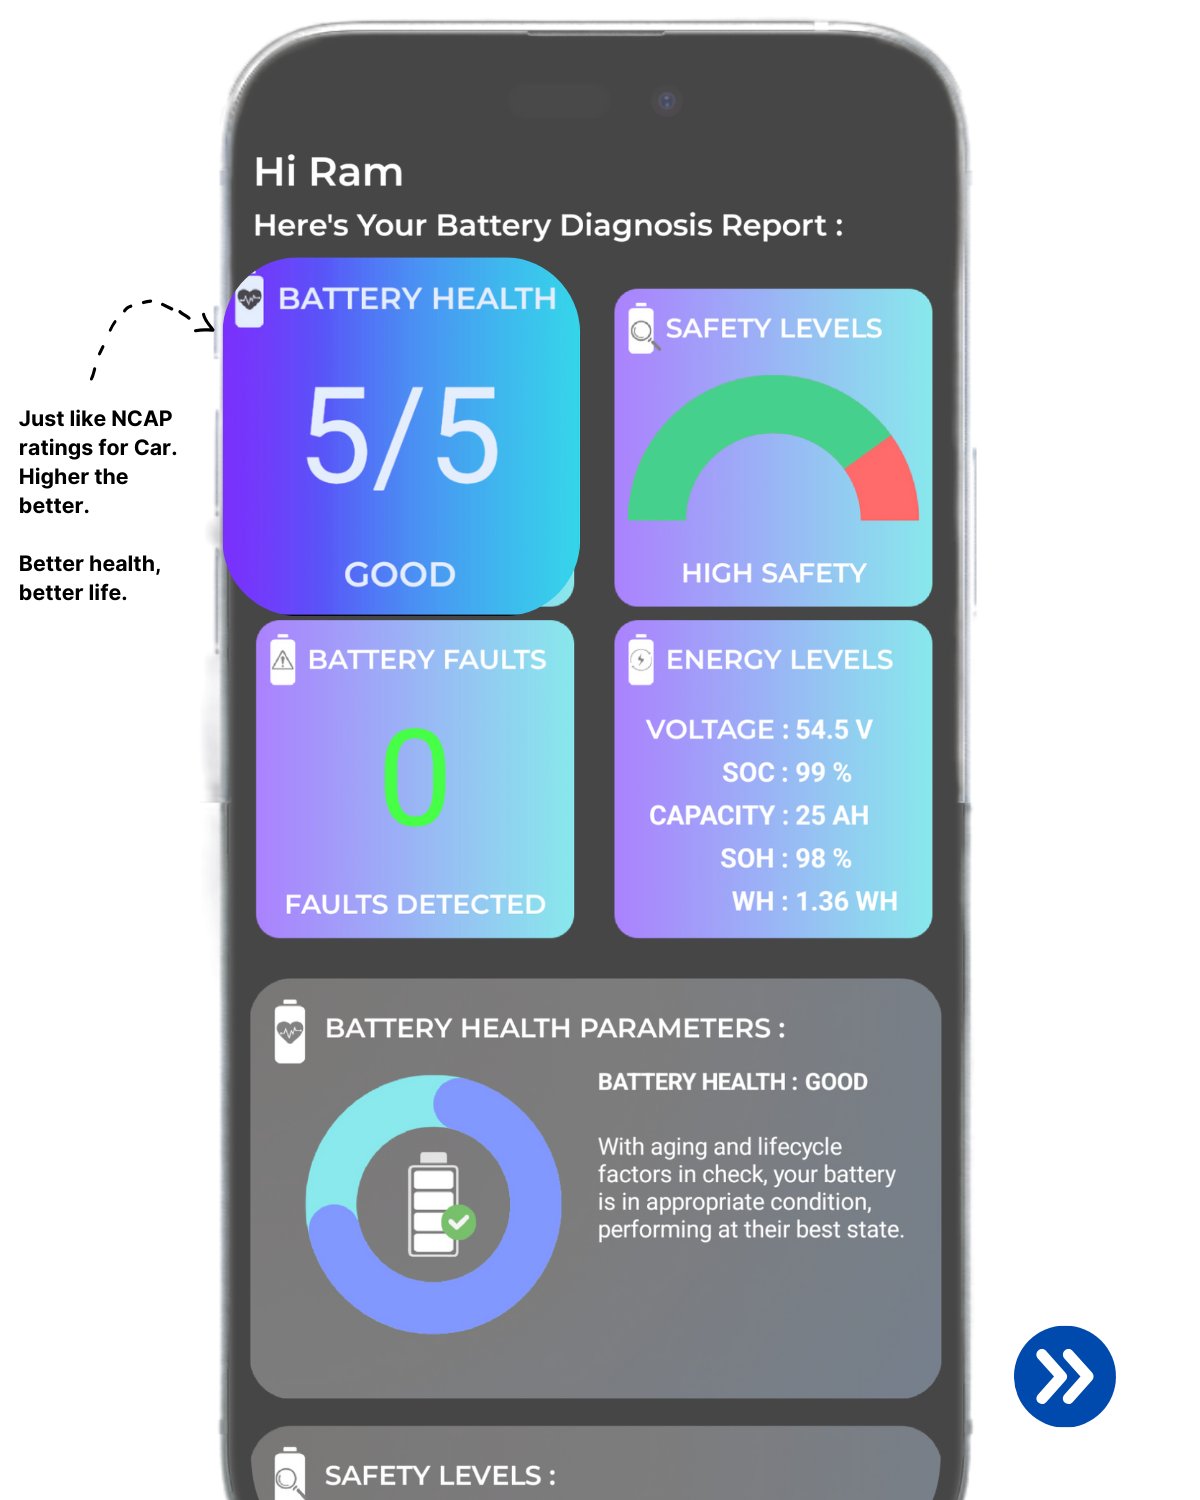 Hi Ram
Here's Your Battery Diagnosis Report :
BATTERY HEALTH
5/5
GOOD
SAFETY LEVELS
HIGH SAFETY
Just like NCAP
ratings for Car.
Higher the
better.
Better health,
better life.
BATTERY FAULTS
0
FAULTS DETECTED
ENERGY LEVELS
VOLTAGE : 54.5 V
SOC : 99 %
CAPACITY : 25 AH
SOH : 98 %
WH : 1.36 WH
BATTERY HEALTH PARAMETERS :
BATTERY HEALTH : GOOD
With aging and lifecycle
factors in check, your battery
is in appropriate condition,
performing at their best state.
SAFETY LEVELS :